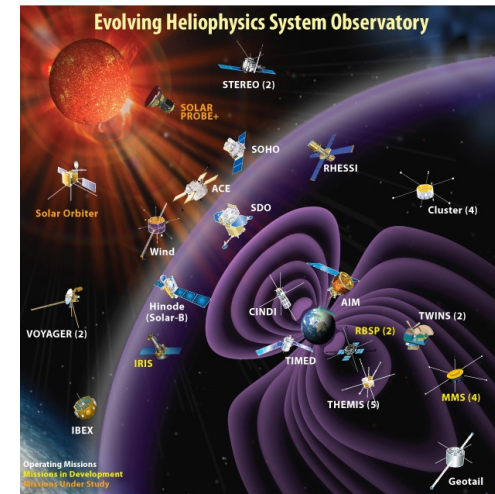 Evolving Heliophysics System Observatory
STEREO (2)
SOLAR
PROBE+
SOHO
RHESSI
ACE
Solar Orbiter
SDO
Cluster (4)
Wind
Hinode
(Solar-B)
CINDI
AIM
VOYAGER (2)
RBSP (2)
TWINS (2)
IRIS
TIMED
THEMIS (5)
MMS (4)
IBEX
Geotail
Operating Missions
Missions in Development
Missions Under Study